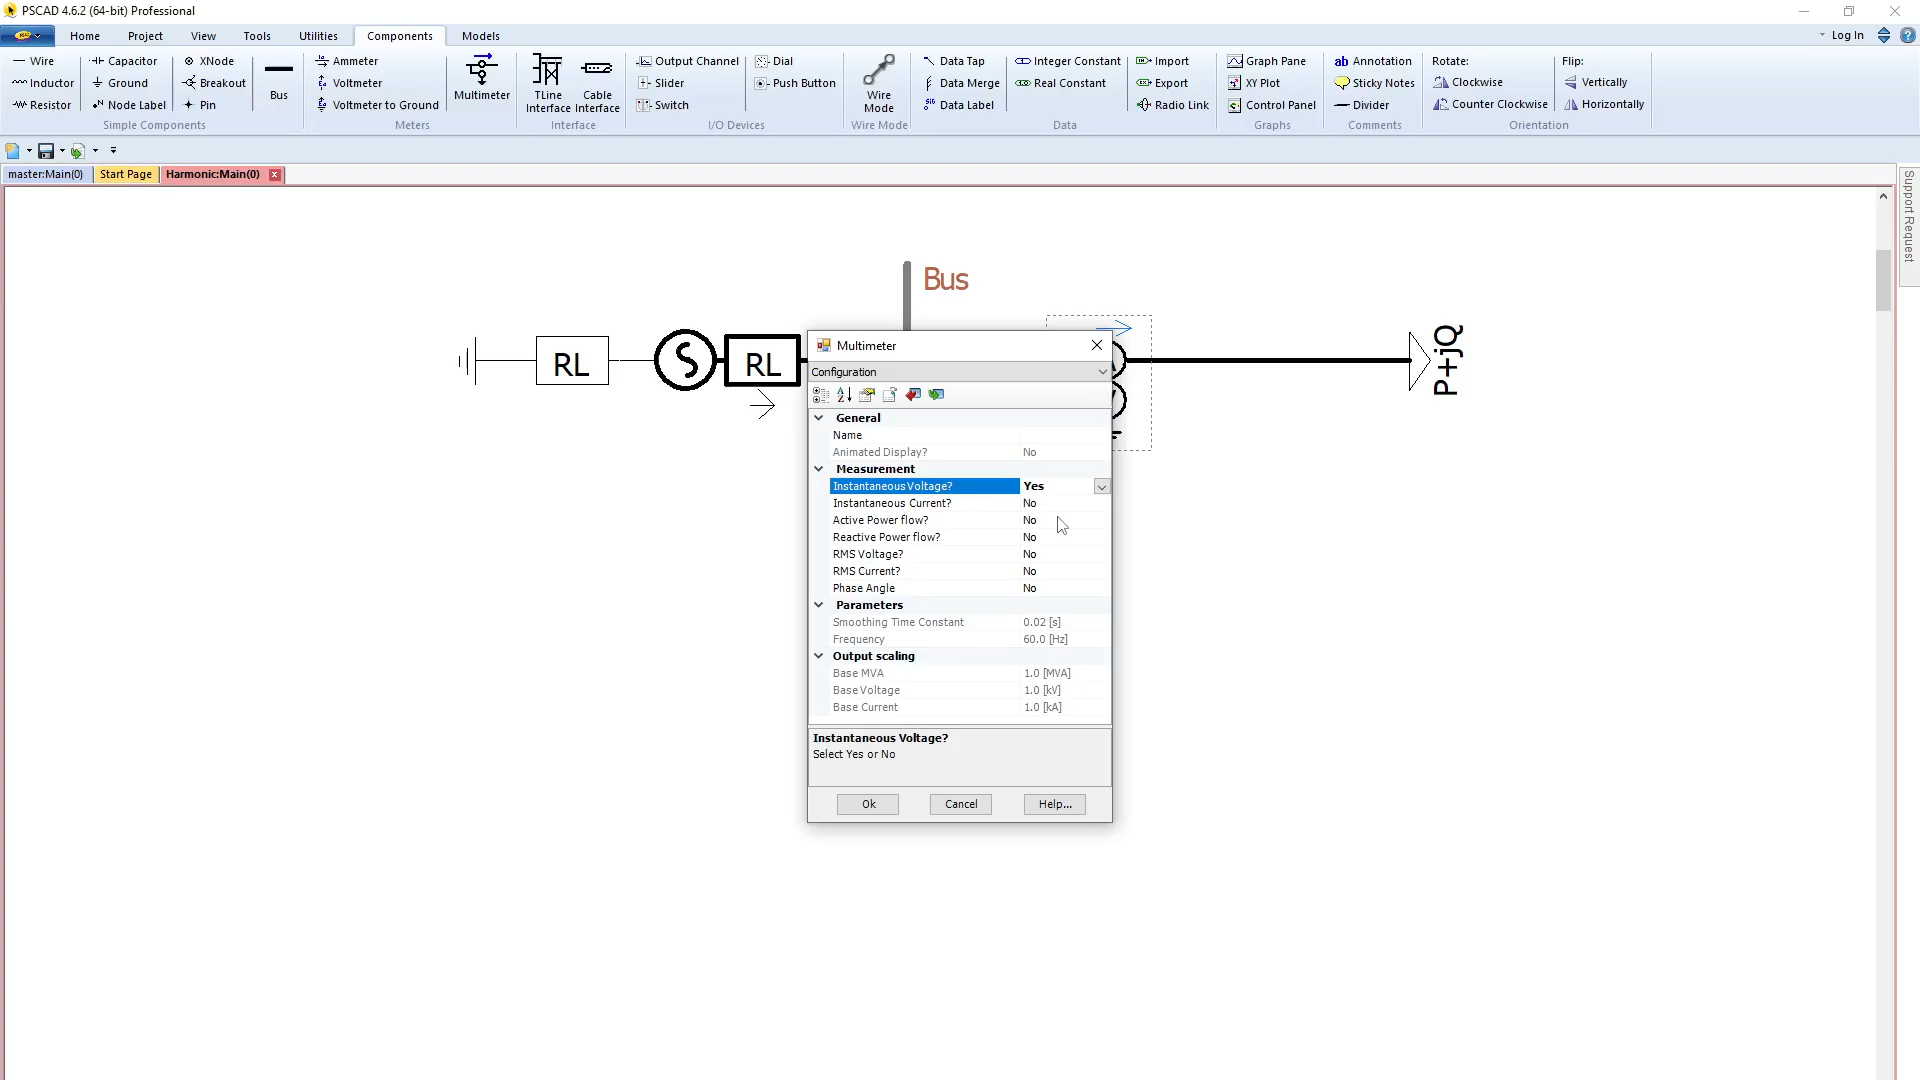 PSCAD 4.6.2 (64-bit) Professional
Home Project View Tools Utilities Components Models Log In
Wire Capacitor XNode Ammeter Output Channel Dial Data Tap Integer Constant Import Graph Pane ab Annotation Rotate: Flip:
Inductor Ground Breakout Voltmeter Slider Push Button Data Merge Real Constant Export XY Plot Sticky Notes Clockwise Vertically
Bus Multimeter TLine Interface Cable Interface Wire Mode
Resistor Node Label Pin Voltmeter to Ground Switch Data Label Radio Link Control Panel Divider Counter Clockwise Horizontally
Simple Components Meters Interface I/O Devices Wire Mode Data Graphs Comments Orientation
master:Main(0) Start Page Harmonic:Main(0)
Support Request
Bus
RL
S
RL
P+jQ
Multimeter
Configuration
General
Name
Animated Display? No
Measurement
Instantaneous Voltage? Yes
Instantaneous Current? No
Active Power flow? No
Reactive Power flow? No
RMS Voltage? No
RMS Current? No
Phase Angle No
Parameters
Smoothing Time Constant 0.02 [s]
Frequency 60.0 [Hz]
Output scaling
Base MVA 1.0 [MVA]
Base Voltage 1.0 [kV]
Base Current 1.0 [kA]
Instantaneous Voltage?
Select Yes or No
Ok Cancel Help...